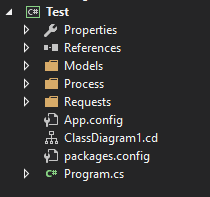 C# Test
Properties
References
Models
Process
Requests
App.config
ClassDiagram1.cd
packages.config
C# Program.cs